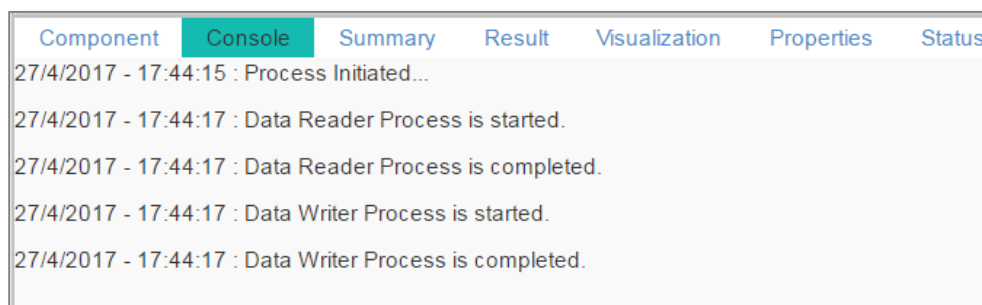 Component Console Summary Result Visualization Properties Status
27/4/2017 - 17:44:15 : Process Initiated...
27/4/2017 - 17:44:17 : Data Reader Process is started.
27/4/2017 - 17:44:17 : Data Reader Process is completed.
27/4/2017 - 17:44:17 : Data Writer Process is started.
27/4/2017 - 17:44:17 : Data Writer Process is completed.